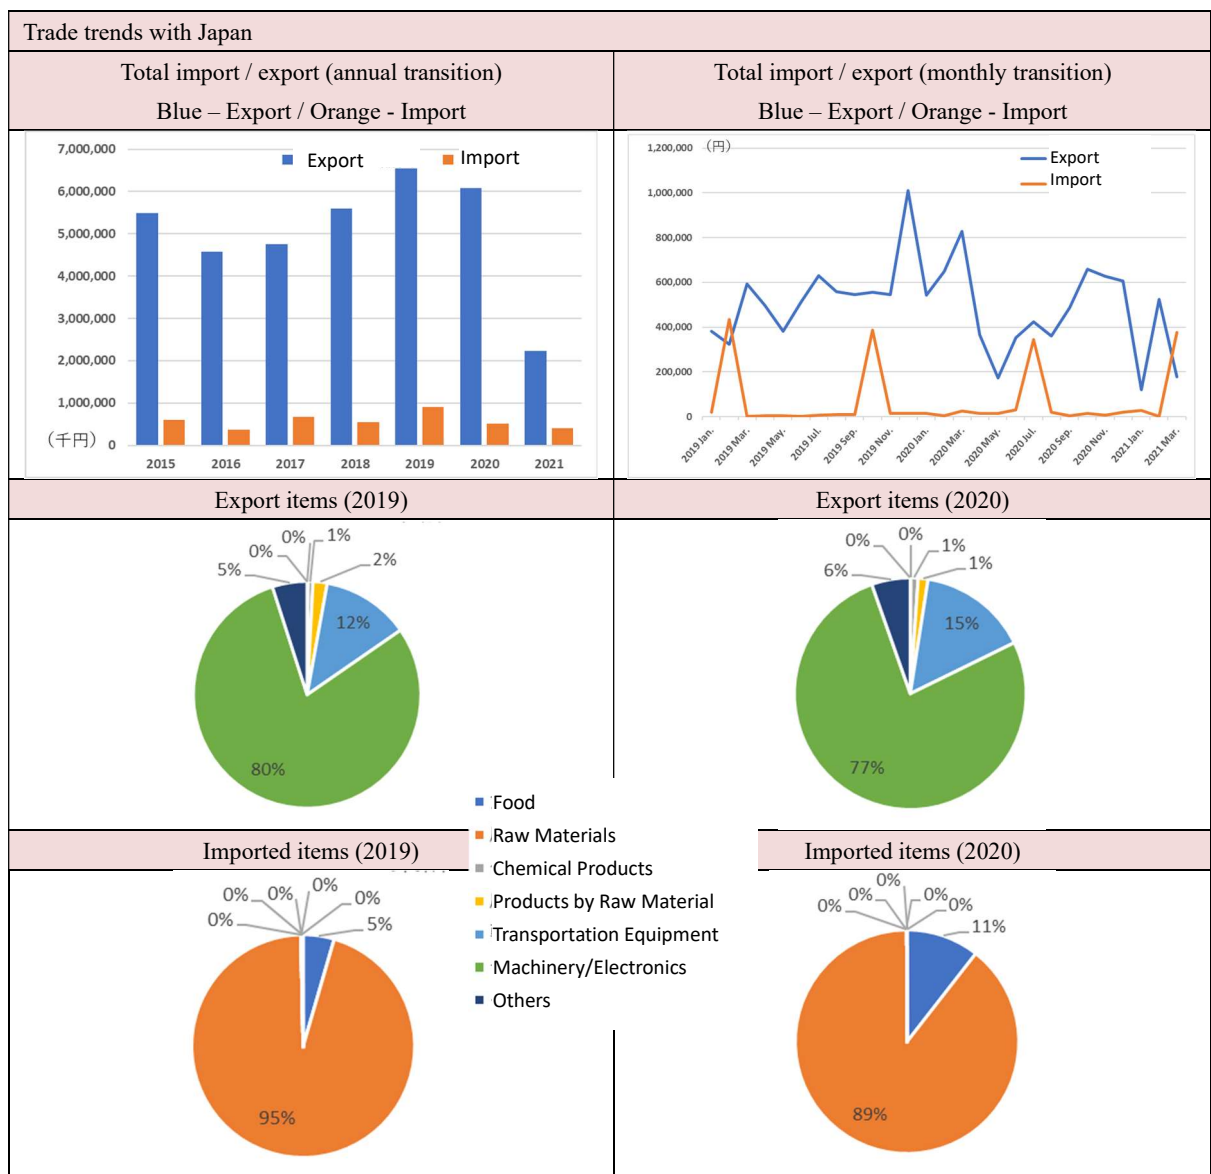 Trade trends with Japan
Total import / export (annual transition)
Blue – Export / Orange - Import
Total import / export (monthly transition)
Blue – Export / Orange - Import
7,000,000
6,000,000
5,000,000
4,000,000
3,000,000
2,000,000
1,000,000
0
(千円)
Export
Import
2015
2016
2017
2018
2019
2020
2021
1,200,000
1,000,000
800,000
600,000
400,000
200,000
0
(円)
Export
Import
2019 Jan.
2019 Mar.
2019 May.
2019 Jul.
2019 Sep.
2019 Nov.
2020 Jan.
2020 Mar.
2020 May.
2020 Jul.
2020 Sep.
2020 Nov.
2021 Jan.
2021 Mar.
Export items (2019)
Export items (2020)
5%
0%
0%
1%
2%
12%
80%
6%
0%
0%
1%
1%
15%
77%
Food
Raw Materials
Chemical Products
Products by Raw Material
Transportation Equipment
Machinery/Electronics
Others
Imported items (2019)
Imported items (2020)
0%
0%
0%
0%
0%
5%
95%
0%
0%
0%
0%
0%
11%
89%